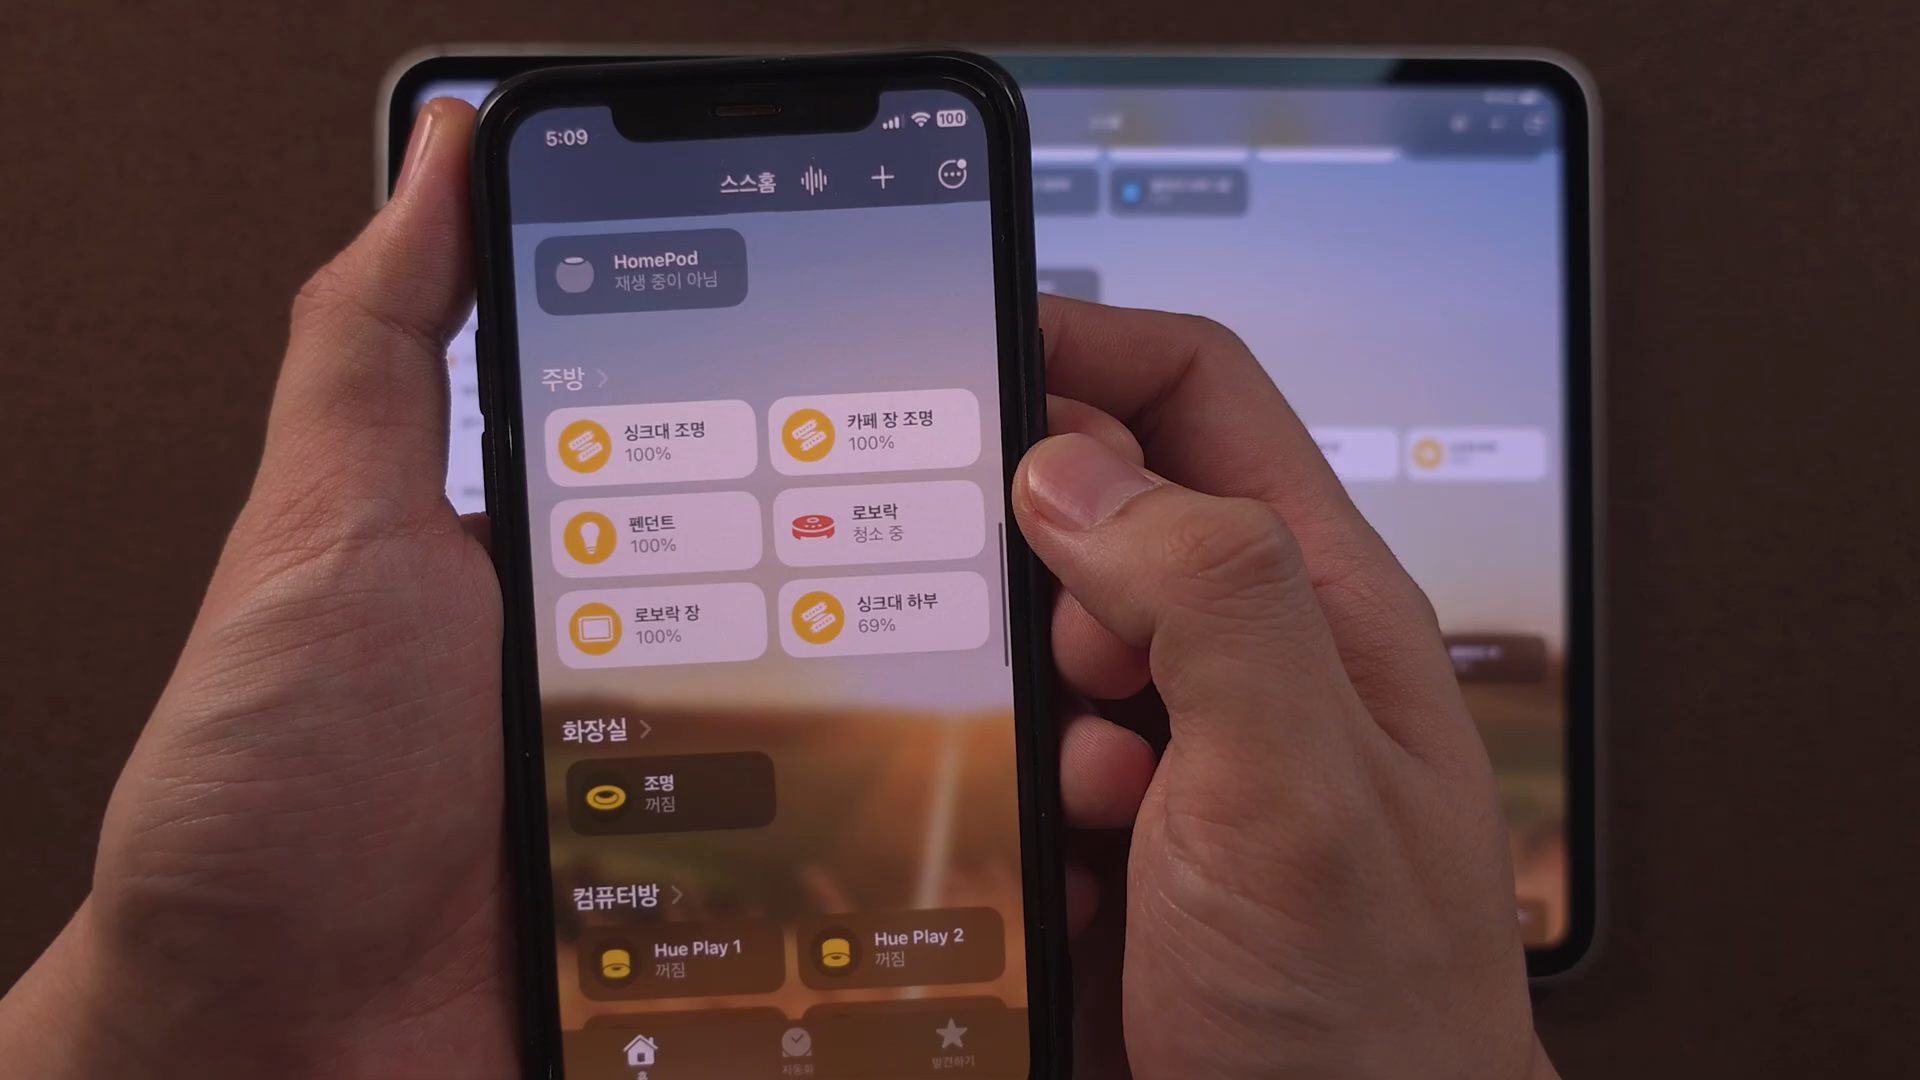 5:09
100
스스홈
HomePod
재생 중이 아님
주방
싱크대 조명
100%
카페 장 조명
100%
펜던트
100%
로보락
청소 중
로보락 장
100%
싱크대 하부
69%
화장실
조명
꺼짐
컴퓨터방
Hue Play 1
꺼짐
Hue Play 2
꺼짐
홈
자동화
발견하기